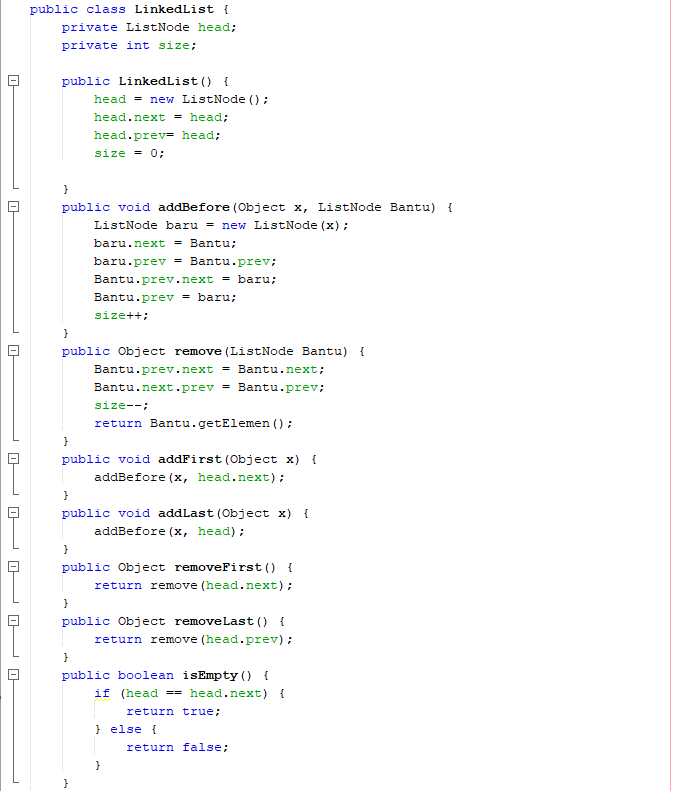 public class LinkedList {
    private ListNode head;
    private int size;

    public LinkedList() {
        head = new ListNode();
        head.next = head;
        head.prev= head;
        size = 0;

    }
    public void addBefore(Object x, ListNode Bantu) {
        ListNode baru = new ListNode(x);
        baru.next = Bantu;
        baru.prev = Bantu.prev;
        Bantu.prev.next = baru;
        Bantu.prev = baru;
        size++;
    }
    public Object remove(ListNode Bantu) {
        Bantu.prev.next = Bantu.next;
        Bantu.next.prev = Bantu.prev;
        size--;
        return Bantu.getElemen();
    }
    public void addFirst(Object x) {
        addBefore(x, head.next);
    }
    public void addLast(Object x) {
        addBefore(x, head);
    }
    public Object removeFirst() {
        return remove(head.next);
    }
    public Object removeLast() {
        return remove(head.prev);
    }
    public boolean isEmpty() {
        if (head == head.next) {
            return true;
        } else {
            return false;
        }
    }